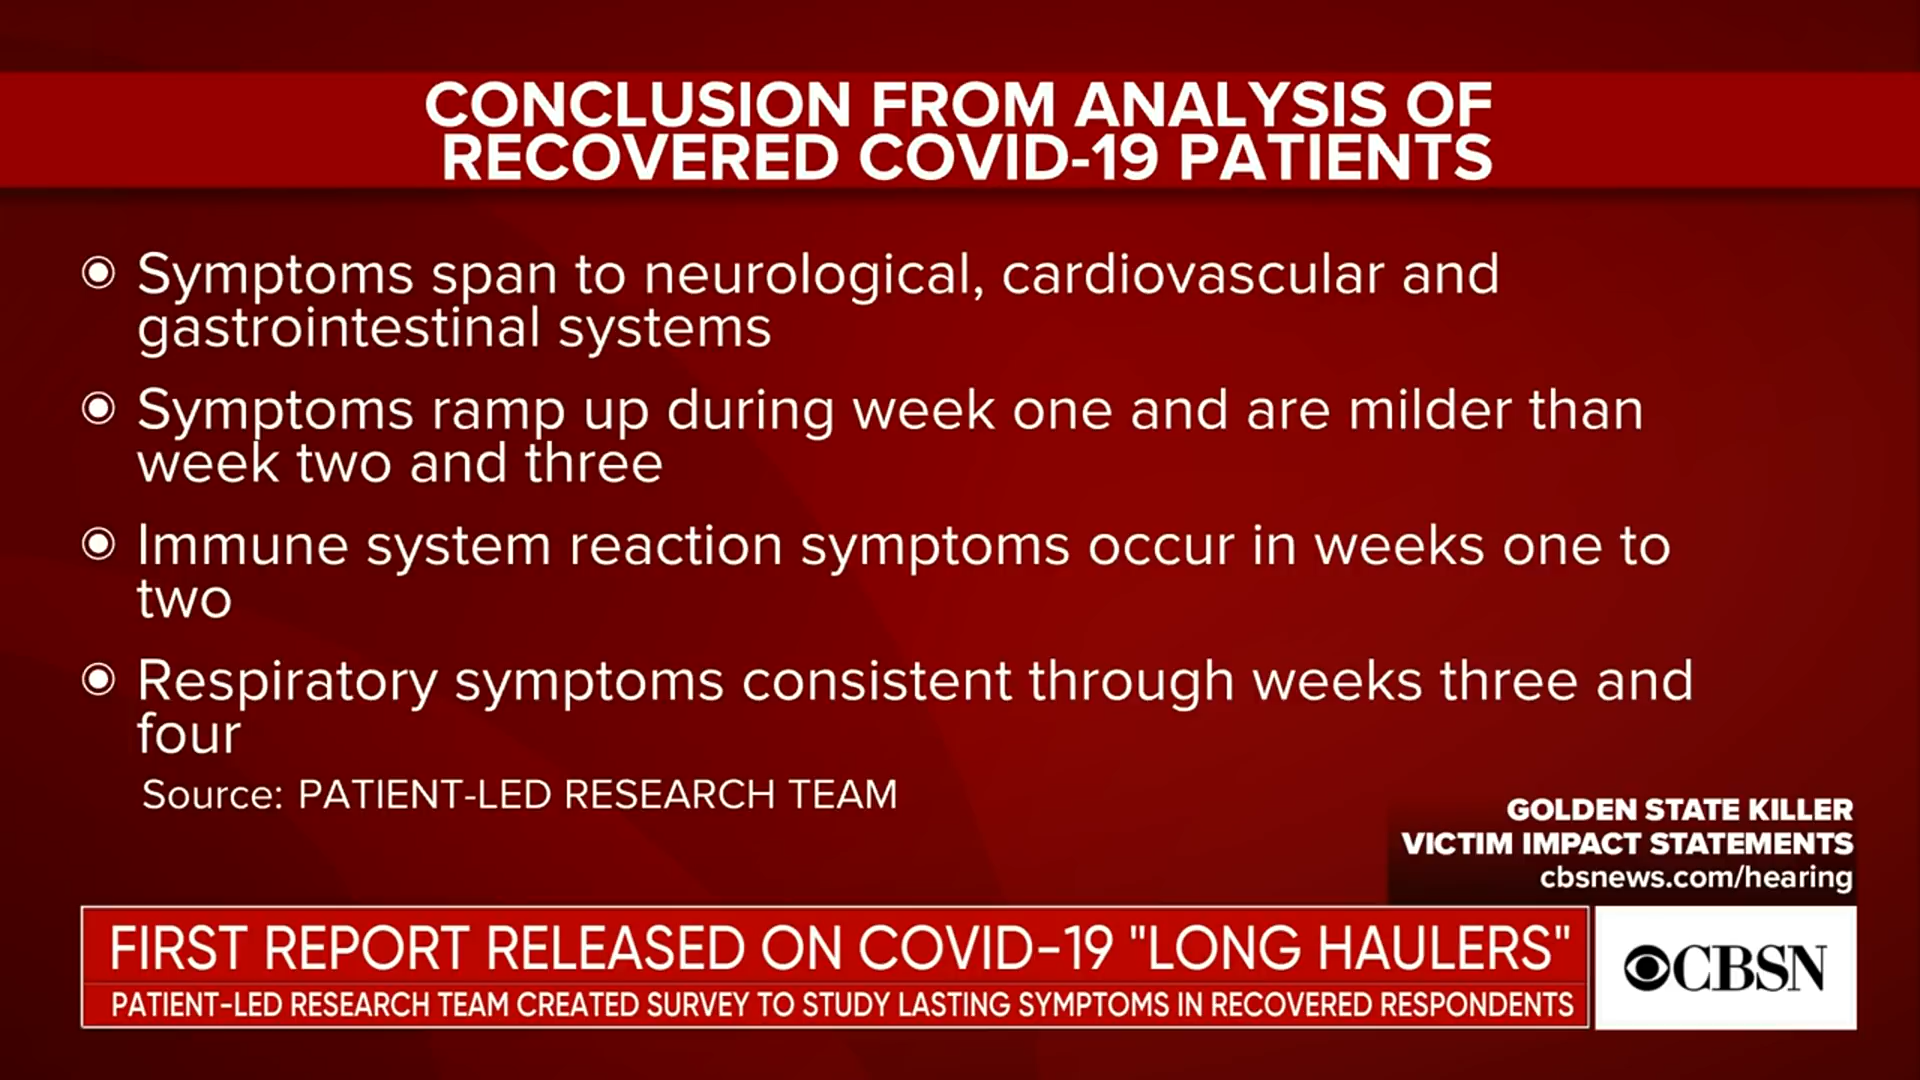 CONCLUSION FROM ANALYSIS OF
RECOVERED COVID-19 PATIENTS
Symptoms span to neurological, cardiovascular and
gastrointestinal systems
Symptoms ramp up during week one and are milder than
week two and three
Immune system reaction symptoms occur in weeks one to
two
Respiratory symptoms consistent through weeks three and
four
Source: PATIENT-LED RESEARCH TEAM
GOLDEN STATE KILLER
VICTIM IMPACT STATEMENTS
cbsnews.com/hearing
FIRST REPORT RELEASED ON COVID-19 "LONG HAULERS"
PATIENT-LED RESEARCH TEAM CREATED SURVEY TO STUDY LASTING SYMPTOMS IN RECOVERED RESPONDENTS
CBSN